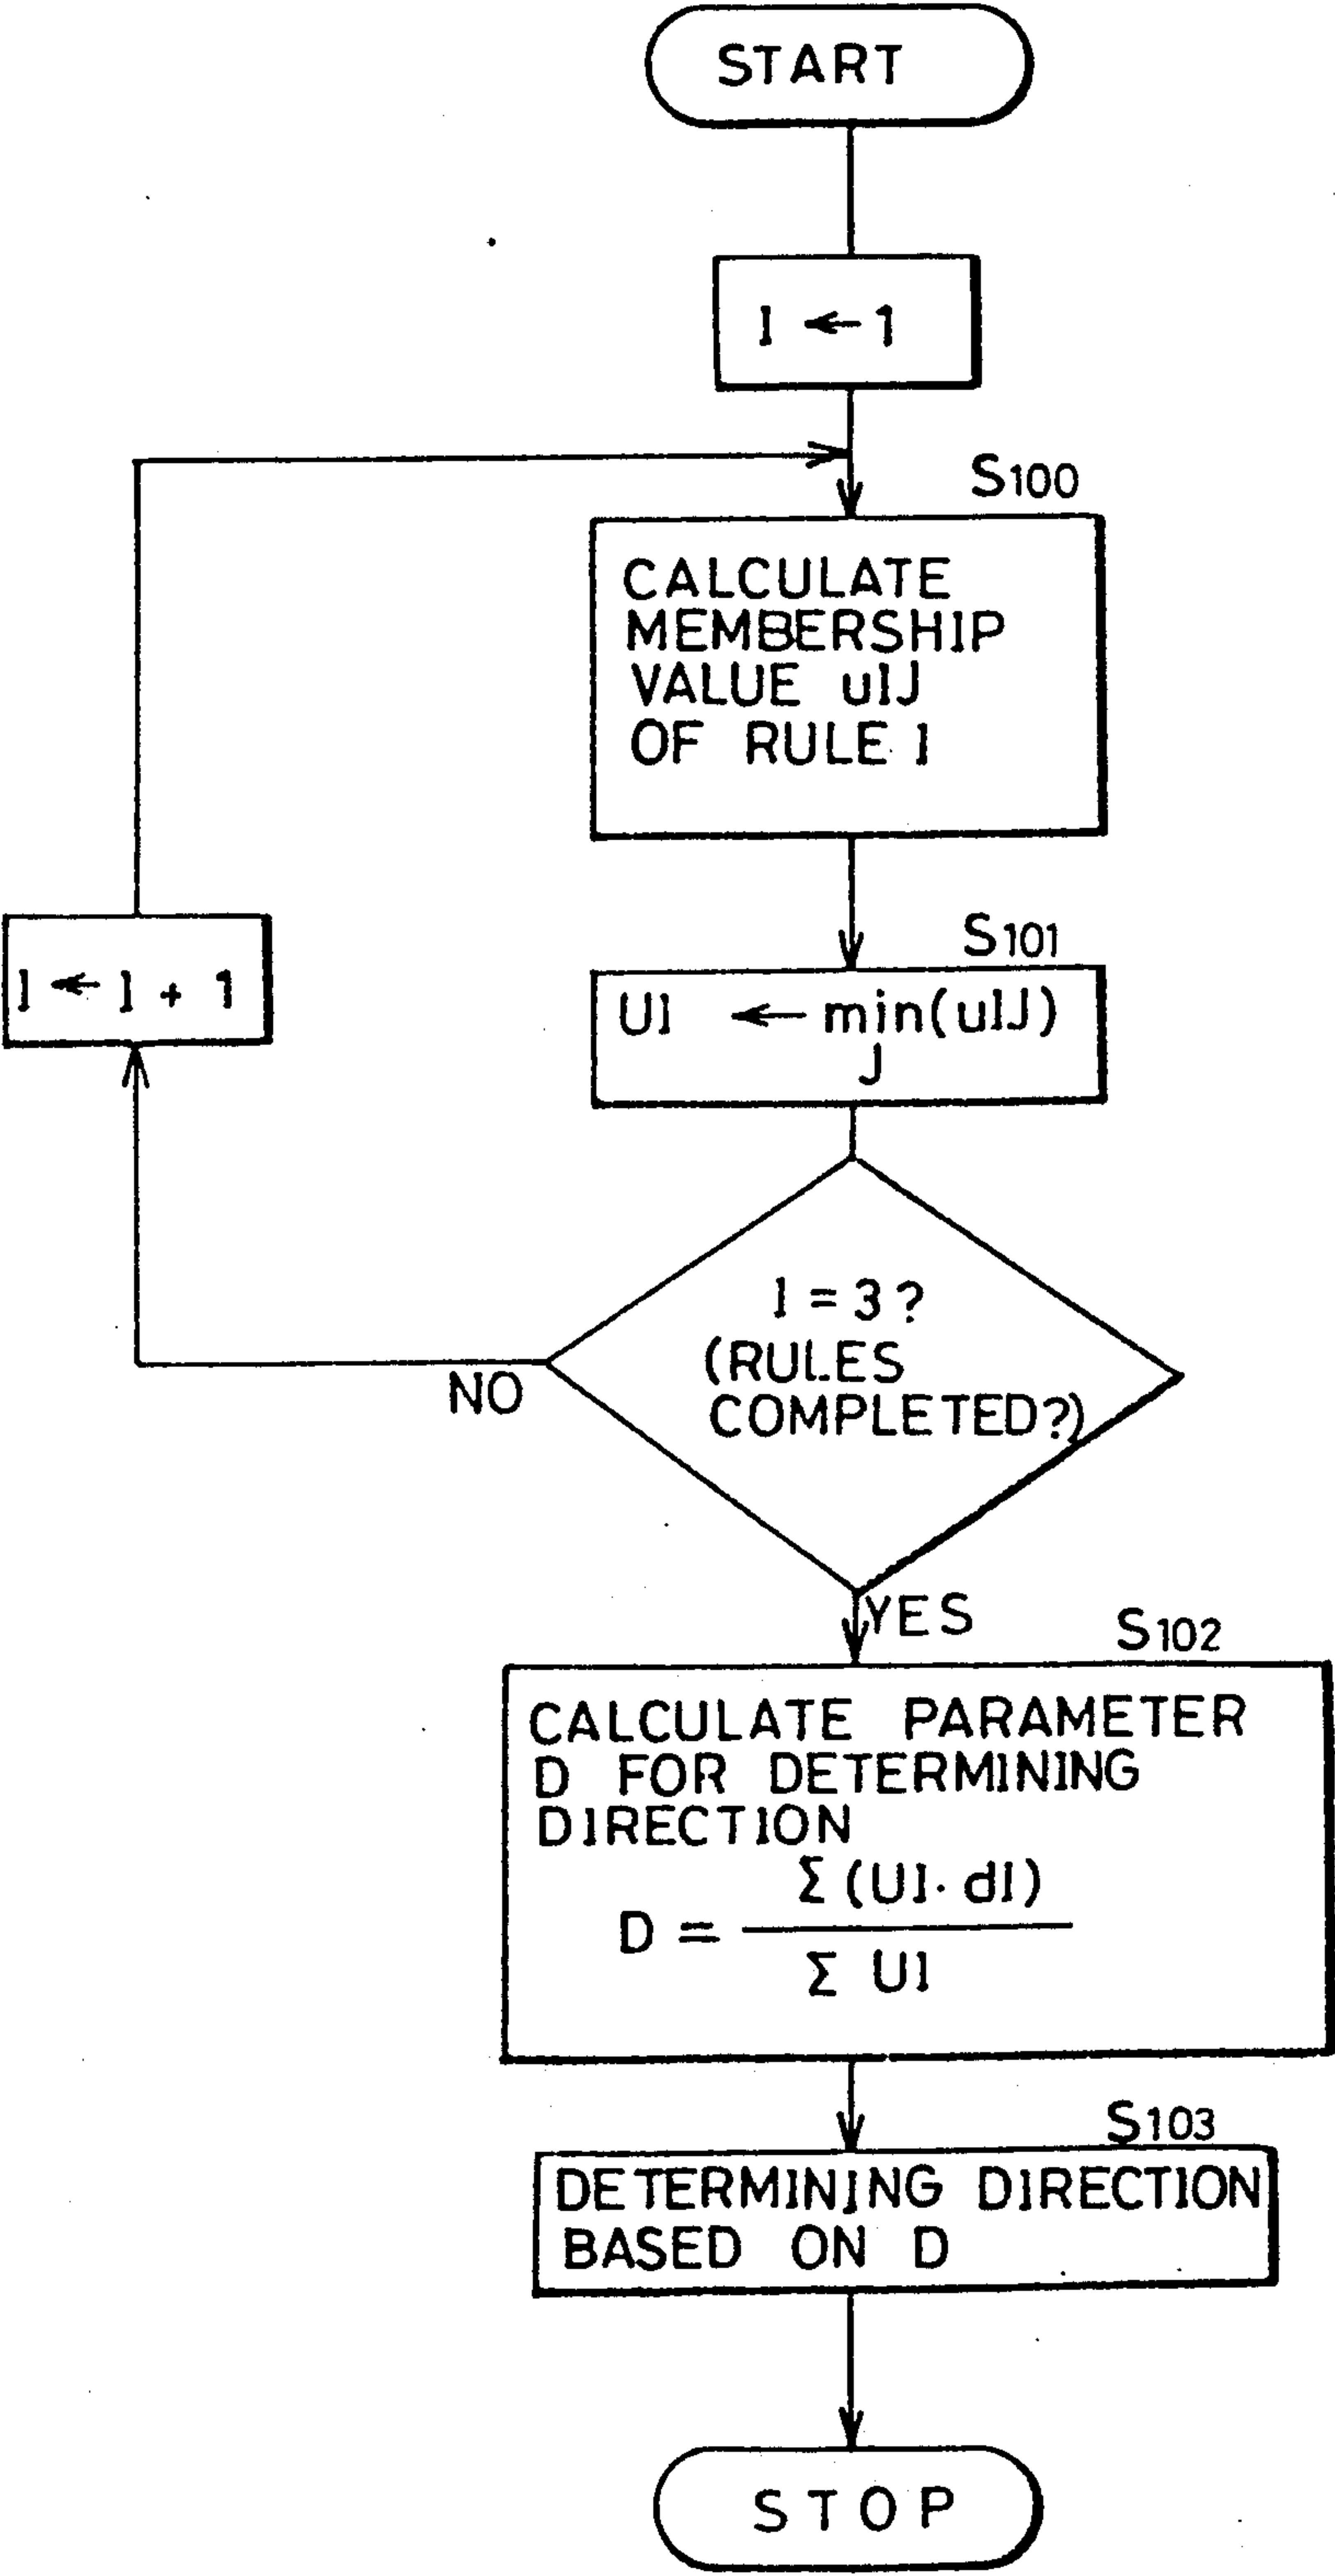 START
I ← 1
S100
CALCULATE
MEMBERSHIP
VALUE uIJ
OF RULE I
S101
UI ← min(uIJ)
J
I ← I + 1
I = 3?
(RULES
COMPLETED?)
NO
YES
S102
CALCULATE PARAMETER
D FOR DETERMINING
DIRECTION
Σ (UI · dI)
D =
Σ UI
S103
DETERMINING DIRECTION
BASED ON D
STOP